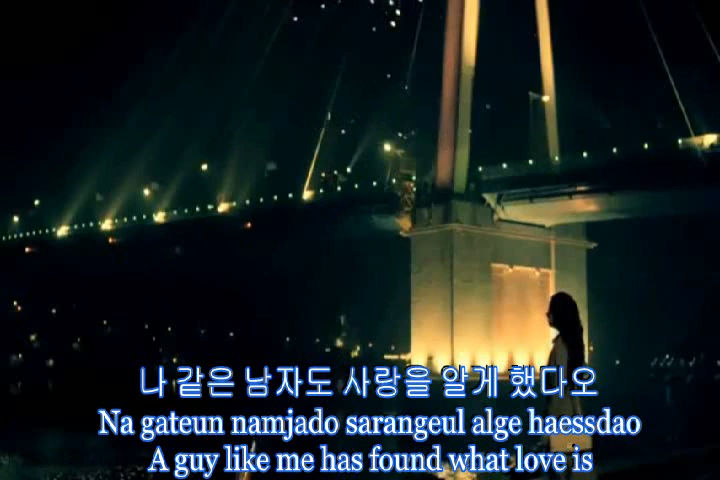 나 같은 남자도 사랑을 알게 했다오
Na gateun namjado sarangeul alge haessdao
A guy like me has found what love is